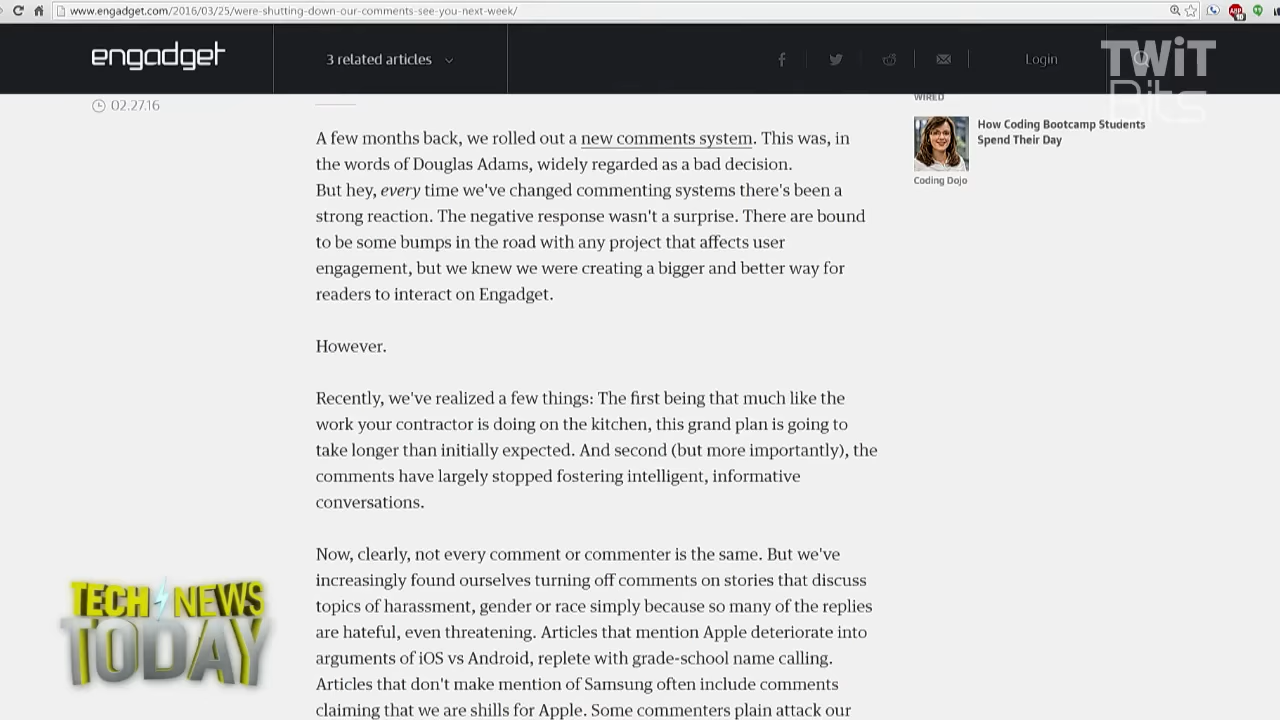 www.engadget.com/2016/03/25/were-shutting-down-our-comments-see-you-next-week/
engadget
3 related articles
Login
TWiT
Bits
02.27.16
WIRED
How Coding Bootcamp Students
Spend Their Day
Coding Dojo
A few months back, we rolled out a new comments system. This was, in
the words of Douglas Adams, widely regarded as a bad decision.
But hey, every time we've changed commenting systems there's been a
strong reaction. The negative response wasn't a surprise. There are bound
to be some bumps in the road with any project that affects user
engagement, but we knew we were creating a bigger and better way for
readers to interact on Engadget.
However.
Recently, we've realized a few things: The first being that much like the
work your contractor is doing on the kitchen, this grand plan is going to
take longer than initially expected. And second (but more importantly), the
comments have largely stopped fostering intelligent, informative
conversations.
Now, clearly, not every comment or commenter is the same. But we've
increasingly found ourselves turning off comments on stories that discuss
topics of harassment, gender or race simply because so many of the replies
are hateful, even threatening. Articles that mention Apple deteriorate into
arguments of iOS vs Android, replete with grade-school name calling.
Articles that don't make mention of Samsung often include comments
claiming that we are shills for Apple. Some commenters plain attack our
TECH NEWS
TODAY